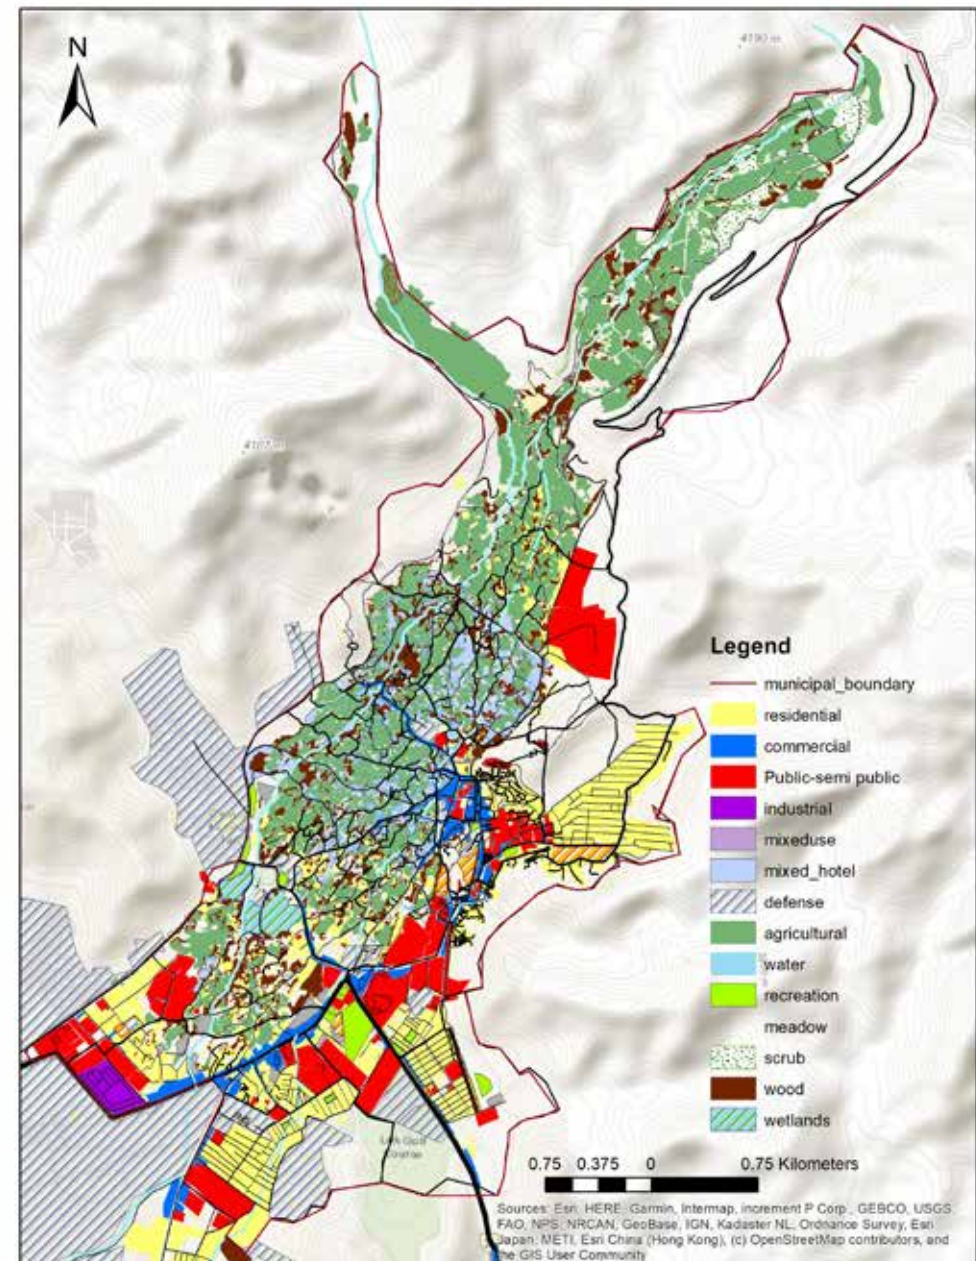 N
4190 m
Legend
municipal_boundary
residential
commercial
Public-semi public
industrial
mixeduse
mixed_hotel
defense
agricultural
water
recreation
meadow
scrub
wood
wetlands
0.75 0.375 0 0.75 Kilometers
Sources: Esri, HERE, Garmin, Intermap, increment P Corp., GEBCO, USGS,
FAO, NPS, NRCAN, GeoBase, IGN, Kadaster NL, Ordnance Survey, Esri
Japan, METI, Esri China (Hong Kong), (c) OpenStreetMap contributors, and
the GIS User Community